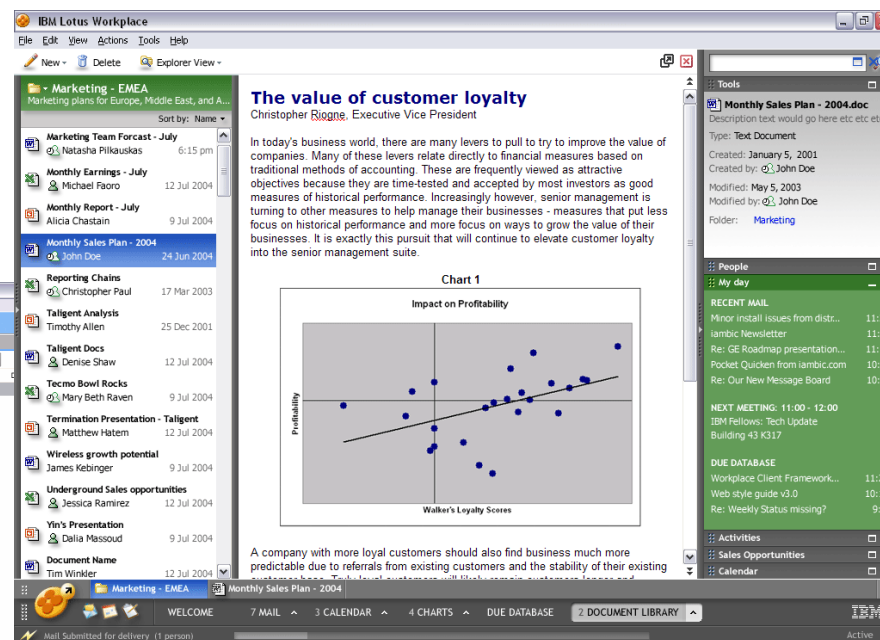 IBM Lotus Workplace
File Edit View Actions Tools Help
New Delete Explorer View
Marketing - EMEA
Marketing plans for Europe, Middle East, and A...
Sort by: Name
Marketing Team Forcast - July
Natasha Pilkauskas 6:15 pm
Monthly Earnings - July
Michael Faoro 12 Jul 2004
Monthly Report - July
Alicia Chastain 9 Jul 2004
Monthly Sales Plan - 2004
John Doe 24 Jun 2004
Reporting Chains
Christopher Paul 17 Mar 2003
Taligent Analysis
Timothy Allen 25 Dec 2001
Taligent Docs
Denise Shaw 12 Jul 2004
Tecmo Bowl Rocks
Mary Beth Raven 9 Jul 2004
Termination Presentation - Taligent
Matthew Hatem 12 Jul 2004
Wireless growth potential
James Kebinger 9 Jul 2004
Underground Sales opportunities
Jessica Ramirez 12 Jul 2004
Yin's Presentation
Dalia Massoud 9 Jul 2004
Document Name
Tim Winkler 12 Jul 2004
The value of customer loyalty
Christopher Riogne, Executive Vice President
In today's business world, there are many levers to pull to try to improve the value of
companies. Many of these levers relate directly to financial measures based on
traditional methods of accounting. These are frequently viewed as attractive
objectives because they are time-tested and accepted by most investors as good
measures of historical performance. Increasingly however, senior management is
turning to other measures to help manage their businesses - measures that put less
focus on historical performance and more focus on ways to grow the value of their
businesses. It is exactly this pursuit that will continue to elevate customer loyalty
into the senior management suite.
Chart 1
Impact on Profitability
Profitability
Walker's Loyalty Scores
A company with more loyal customers should also find business much more
predictable due to referrals from existing customers and the stability of their existing
Tools
Monthly Sales Plan - 2004.doc
Description text would go here etc etc et
Type: Text Document
Created: January 5, 2001
Created by: John Doe
Modified: May 5, 2003
Modified by: John Doe
Folder: Marketing
People
My day
RECENT MAIL
Minor install issues from distr... 11:
iambic Newsletter 11:
Re: GE Roadmap presentation... 11:
Pocket Quicken from iambic.com 10:
Re: Our New Message Board 10:
NEXT MEETING: 11:00 - 12:00
IBM Fellows: Tech Update
Building 43 K317
DUE DATABASE
Workplace Client Framework... 11:
Web style guide v3.0 10:
Re: Weekly Status missing? 9:
Activities
Sales Opportunities
Calendar
Marketing - EMEA Monthly Sales Plan - 2004
WELCOME 7 MAIL 3 CALENDAR 4 CHARTS DUE DATABASE 2 DOCUMENT LIBRARY IBM
Mail Submitted for delivery (1 person) Active